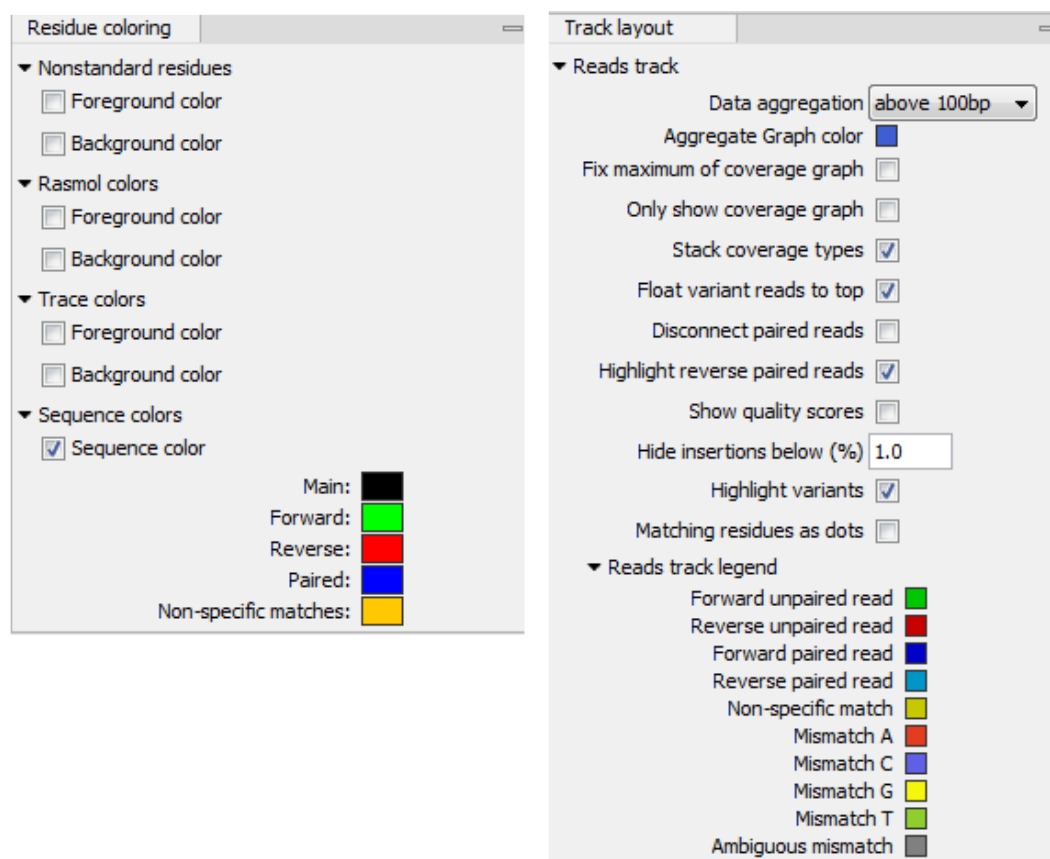 Residue coloring
Nonstandard residues
Foreground color
Background color
Rasmol colors
Foreground color
Background color
Trace colors
Foreground color
Background color
Sequence colors
Sequence color
Main:
Forward:
Reverse:
Paired:
Non-specific matches:
Track layout
Reads track
Data aggregation above 100bp
Aggregate Graph color
Fix maximum of coverage graph
Only show coverage graph
Stack coverage types
Float variant reads to top
Disconnect paired reads
Highlight reverse paired reads
Show quality scores
Hide insertions below (%) 1.0
Highlight variants
Matching residues as dots
Reads track legend
Forward unpaired read
Reverse unpaired read
Forward paired read
Reverse paired read
Non-specific match
Mismatch A
Mismatch C
Mismatch G
Mismatch T
Ambiguous mismatch